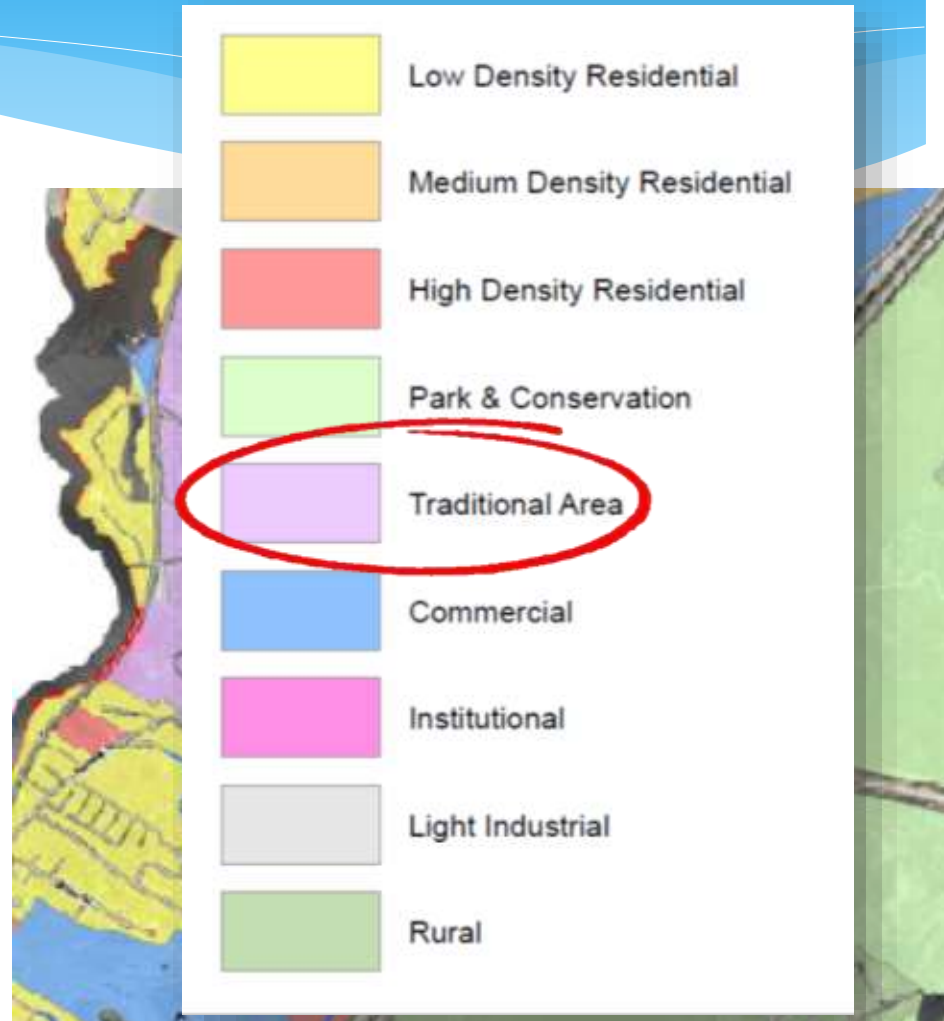 Low Density Residential
Medium Density Residential
High Density Residential
Park & Conservation
Traditional Area
Commercial
Institutional
Light Industrial
Rural